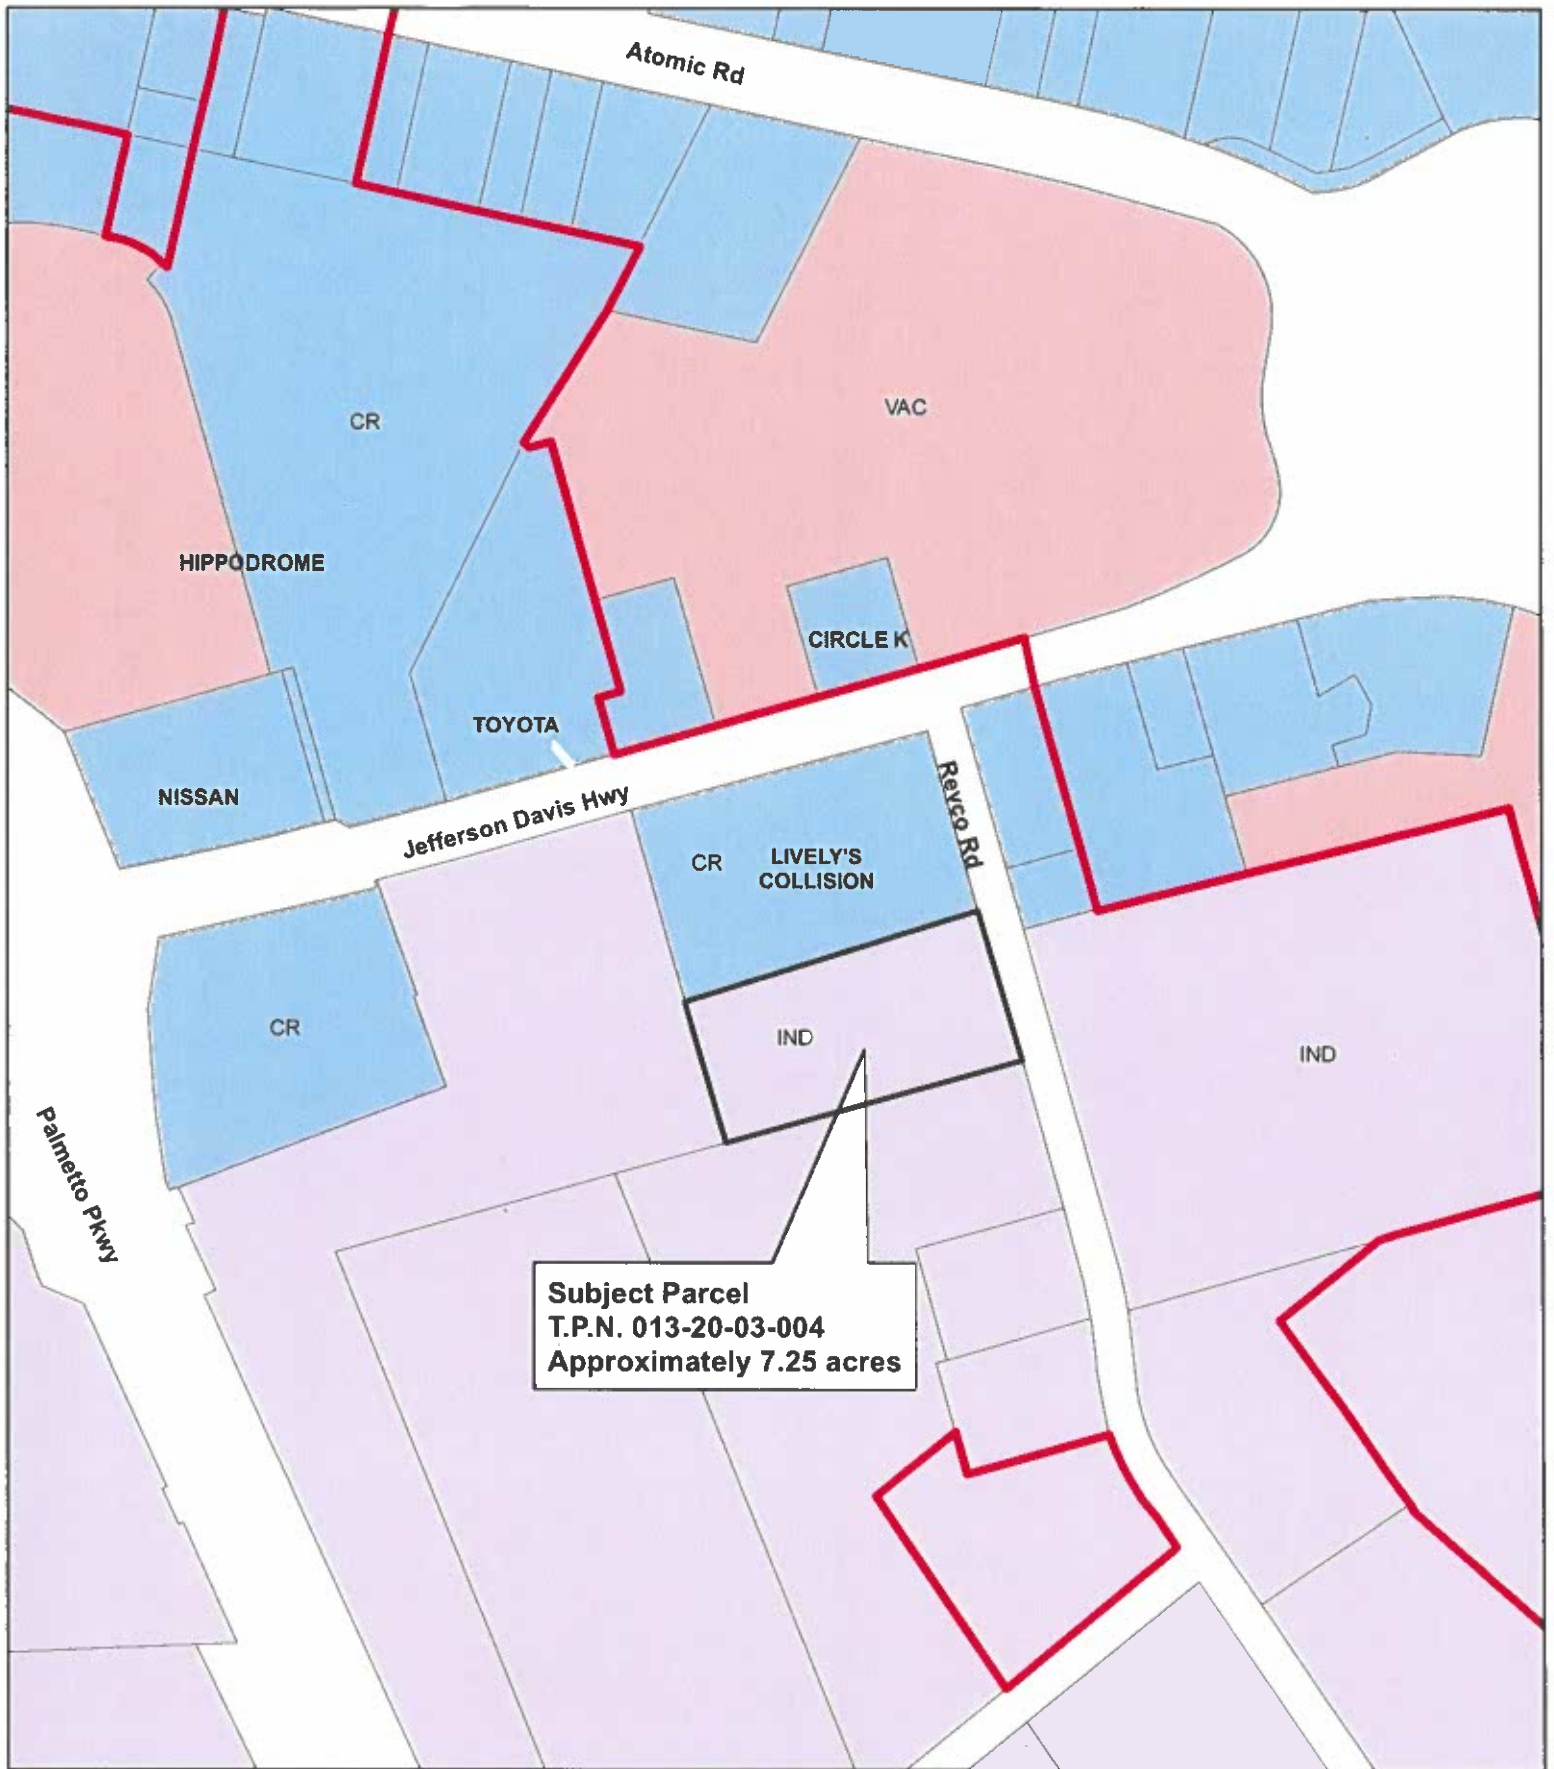 Atomic Rd
CR
VAC
HIPPODROME
CIRCLE K
TOYOTA
NISSAN
Jefferson Davis Hwy
Revco Rd
CR
LIVELY'S
COLLISION
CR
IND
IND
Palmetto Pkwy
Subject Parcel
T.P.N. 013-20-03-004
Approximately 7.25 acres